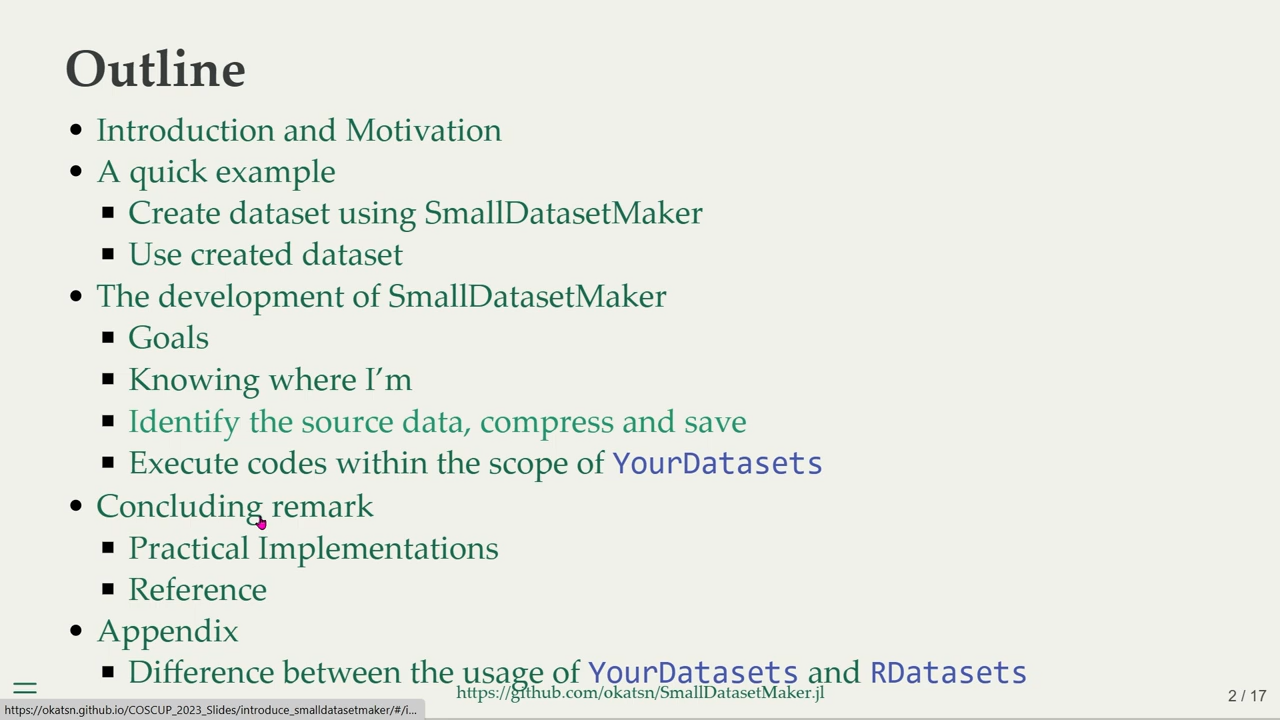 Outline
Introduction and Motivation
A quick example
Create dataset using SmallDatasetMaker
Use created dataset
The development of SmallDatasetMaker
Goals
Knowing where I’m
Identify the source data, compress and save
Execute codes within the scope of YourDatasets
Concluding remark
Practical Implementations
Reference
Appendix
Difference between the usage of YourDatasets and RDatasets
https://github.com/okatsn/SmallDatasetMaker.jl
2 / 17
https://okatsn.github.io/COSCUP_2023_Slides/introduce_smalldatasetmaker/#/i...